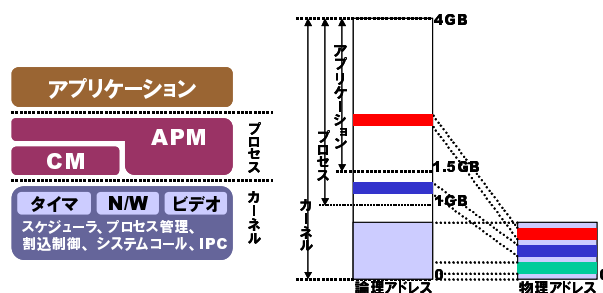 アプリケーション
APM
CM
プロセス
タイマ
N/W
ビデオ
スケジューラ、プロセス管理、
割込制御、システムコール、IPC
カーネル
4GB
アプリケーション
プロセス
カーネル
1.5GB
1GB
0
0
論理アドレス
物理アドレス